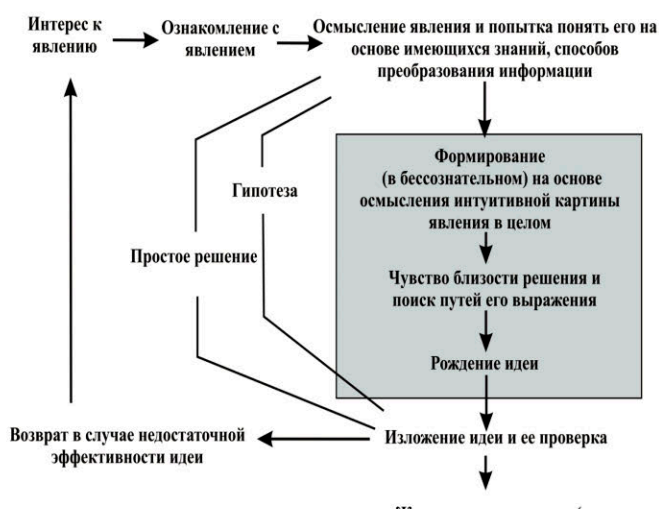 Интерес к
явлению
Ознакомление с
явлением
Осмысление явления и попытка понять его на
основе имеющихся знаний, способов
преобразования информации
Формирование
(в бессознательном) на основе
осмысления интуитивной картины
явления в целом
Гипотеза
Простое решение
Чувство близости решения и
поиск путей его выражения
Рождение идеи
Изложение идеи и ее проверка
Возврат в случае недостаточной
эффективности идеи